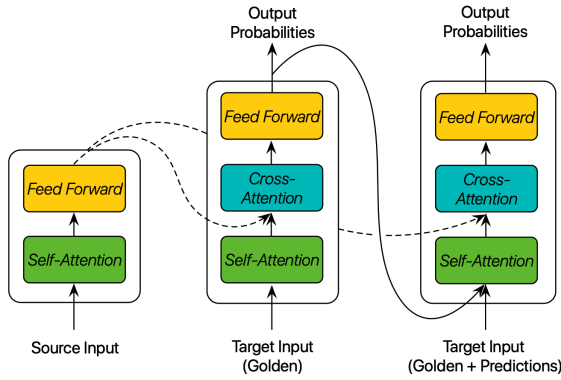 Output
Probabilities
Output
Probabilities
Feed Forward
Feed Forward
Feed Forward
Cross-
Attention
Cross-
Attention
Self-Attention
Self-Attention
Self-Attention
Source Input
Target Input
(Golden)
Target Input
(Golden + Predictions)